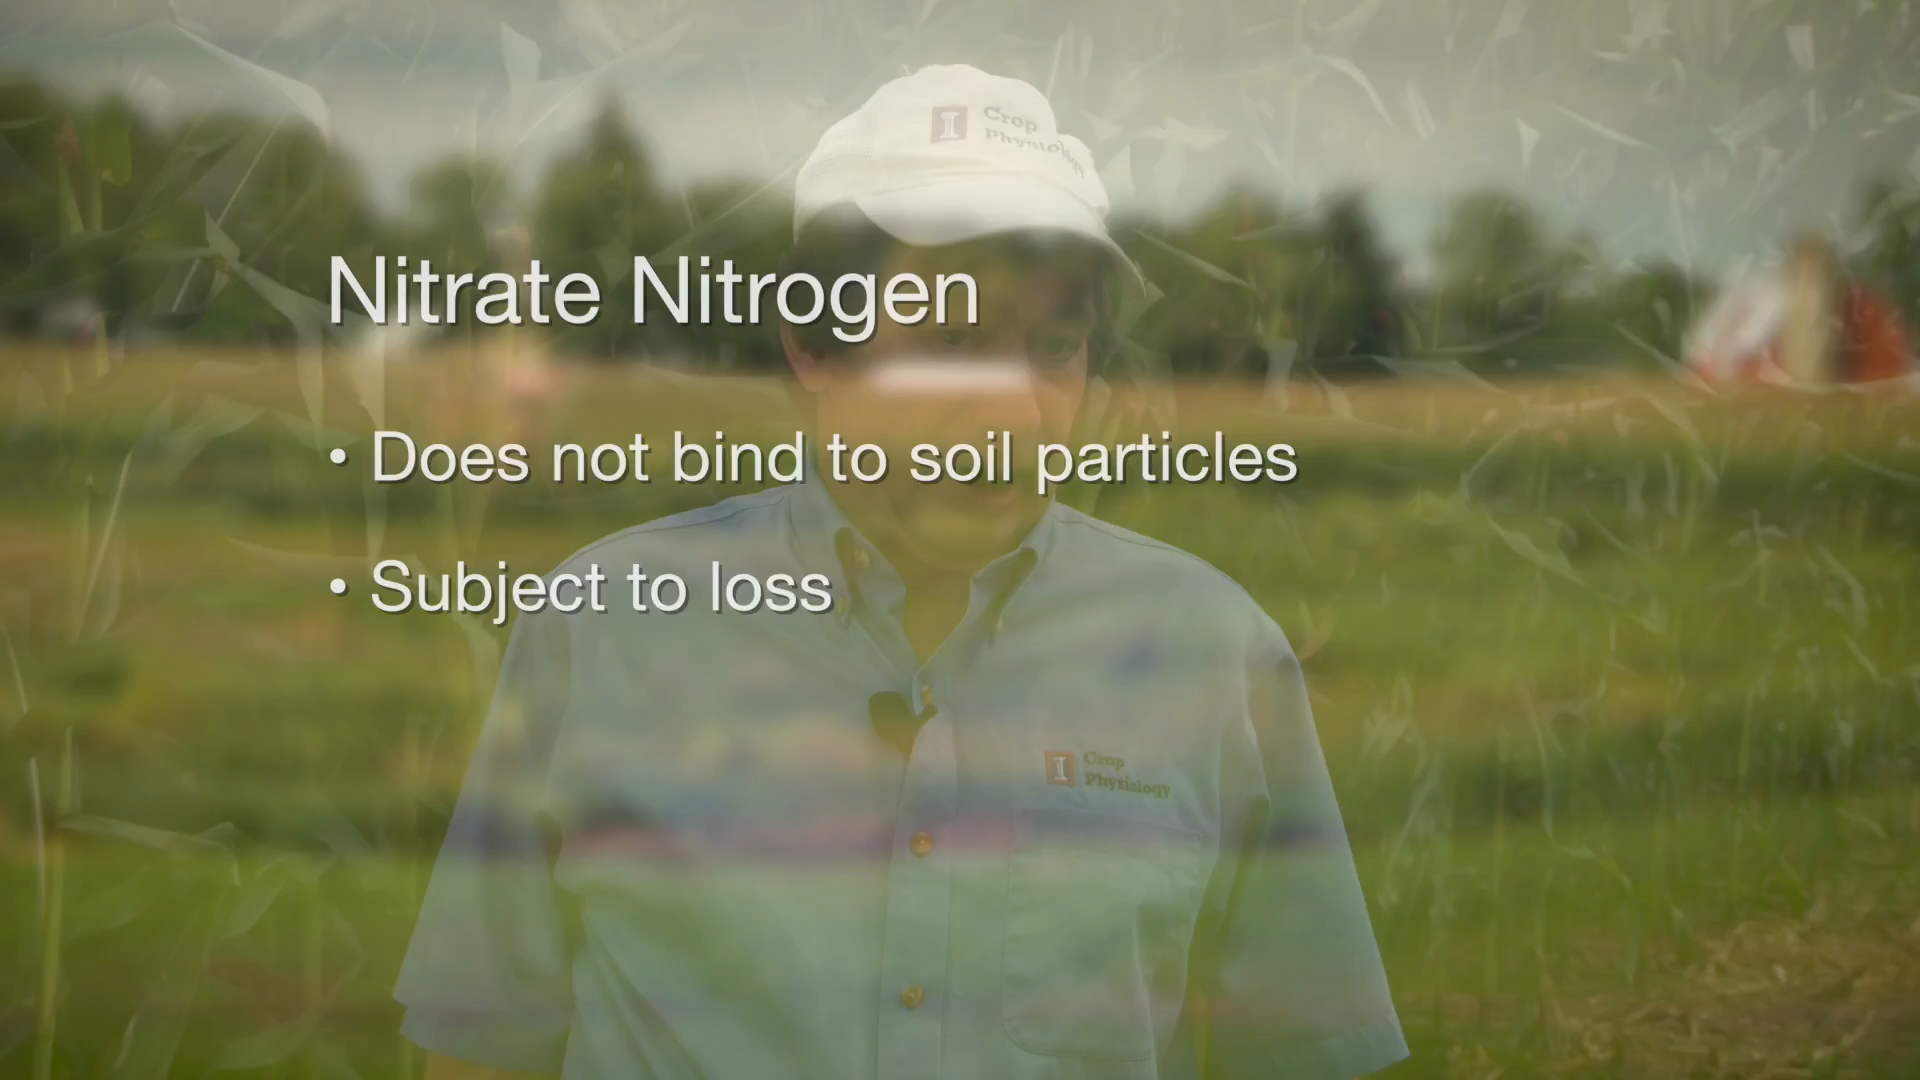 Crop
Physiology
Nitrate Nitrogen
• Does not bind to soil particles
• Subject to loss
Crop
Physiology